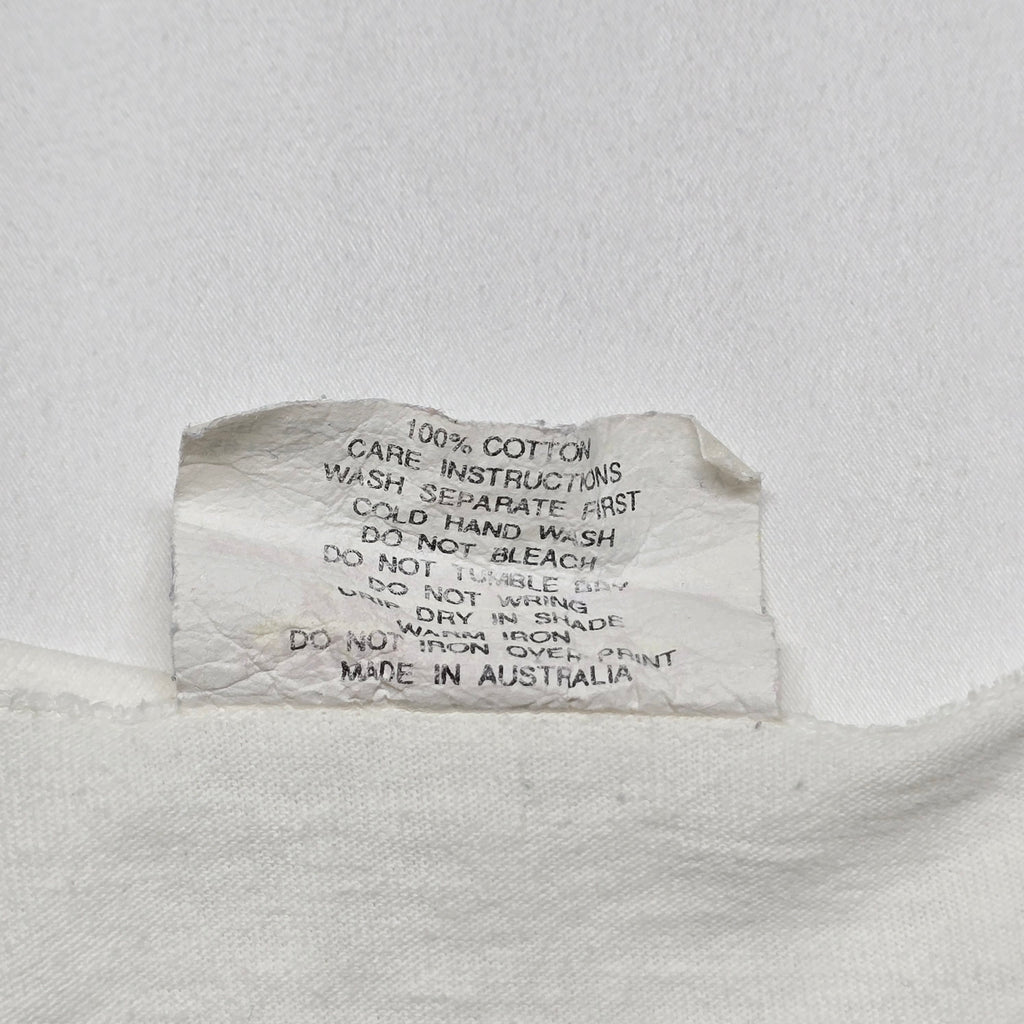 100% COTTON
CARE INSTRUCTIONS
WASH SEPARATE FIRST
COLD HAND WASH
DO NOT BLEACH
DO NOT TUMBLE DRY
DO NOT WRING
DRIP DRY IN SHADE
WARM IRON
DO NOT IRON OVER PRINT
MADE IN AUSTRALIA